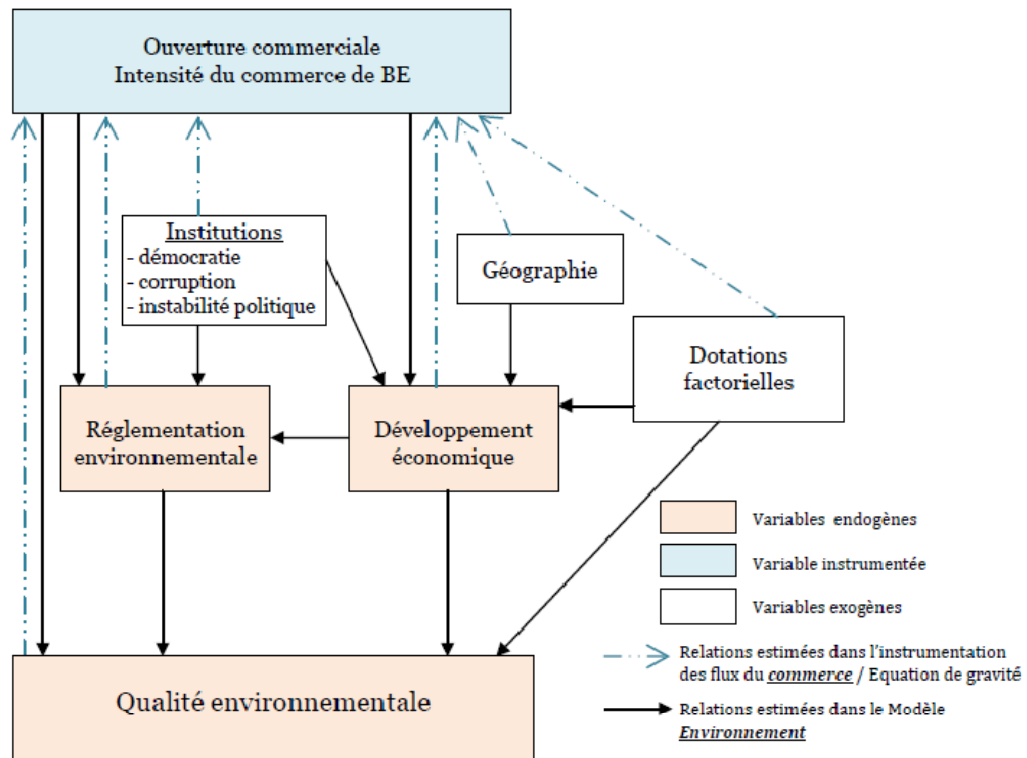 Ouverture commerciale
Intensité du commerce de BE
Institutions
- démocratie
- corruption
- instabilité politique
Géographie
Dotations
factorielles
Réglementation
environnementale
Développement
économique
Variables endogènes
Variable instrumentée
Variables exogènes
Relations estimées dans l'instrumentation
des flux du commerce / Equation de gravité
Relations estimées dans le Modèle
Environnement
Qualité environnementale